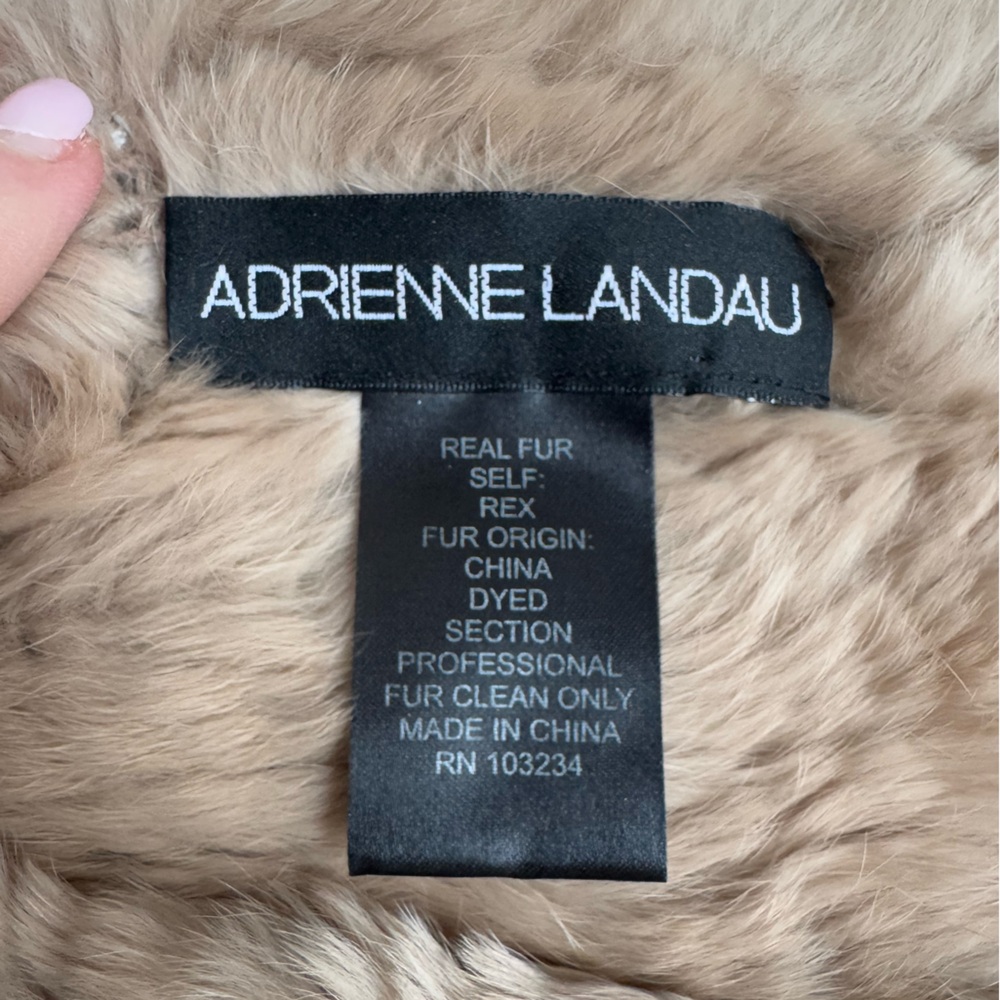 ADRIENNE LANDAU
REAL FUR
SELF:
REX
FUR ORIGIN:
CHINA
DYED
SECTION
PROFESSIONAL
FUR CLEAN ONLY
MADE IN CHINA
RN 103234